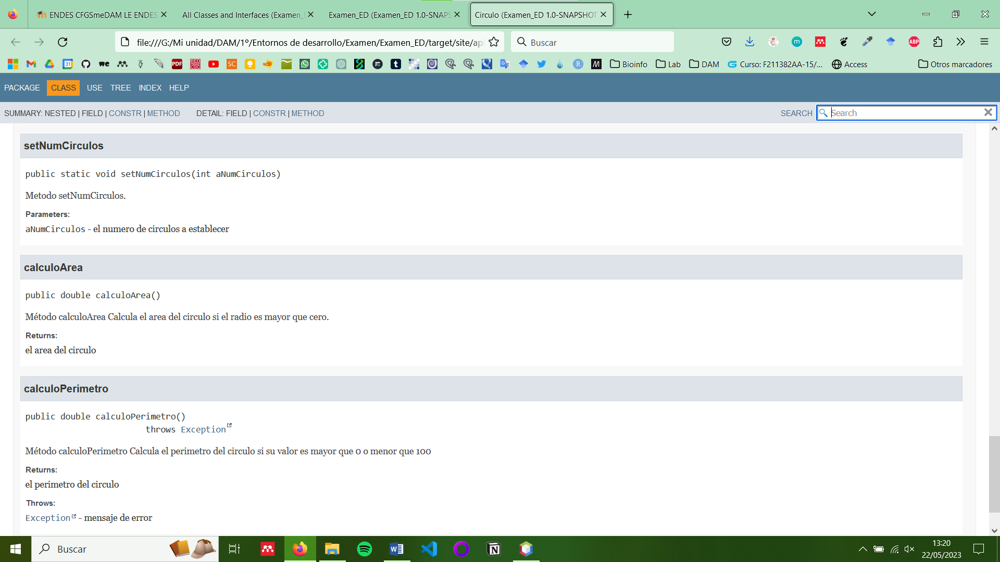 ENDES CFGSmeDAM LE ENDES
All Classes and Interfaces (Examen_E
Examen_ED (Examen_ED 1.0-SNAPS
Circulo (Examen_ED 1.0-SNAPSHOT
file:///G:/Mi unidad/DAM/1º/Entornos de desarrollo/Examen/Examen_ED/target/site/api
Buscar
Bioinfo
Lab
DAM
Curso: F211382AA-15/...
Access
Otros marcadores
PACKAGE CLASS USE TREE INDEX HELP
SUMMARY: NESTED | FIELD | CONSTR | METHOD DETAIL: FIELD | CONSTR | METHOD
SEARCH Search
setNumCirculos
public static void setNumCirculos(int aNumCirculos)
Metodo setNumCirculos.
Parameters:
aNumCirculos - el numero de circulos a establecer
calculoArea
public double calculoArea()
Método calculoArea Calcula el area del circulo si el radio es mayor que cero.
Returns:
el area del circulo
calculoPerimetro
public double calculoPerimetro()
throws Exception
Método calculoPerimetro Calcula el perimetro del circulo si su valor es mayor que 0 o menor que 100
Returns:
el perimetro del circulo
Throws:
Exception - mensaje de error
Buscar
13:20
22/05/2023